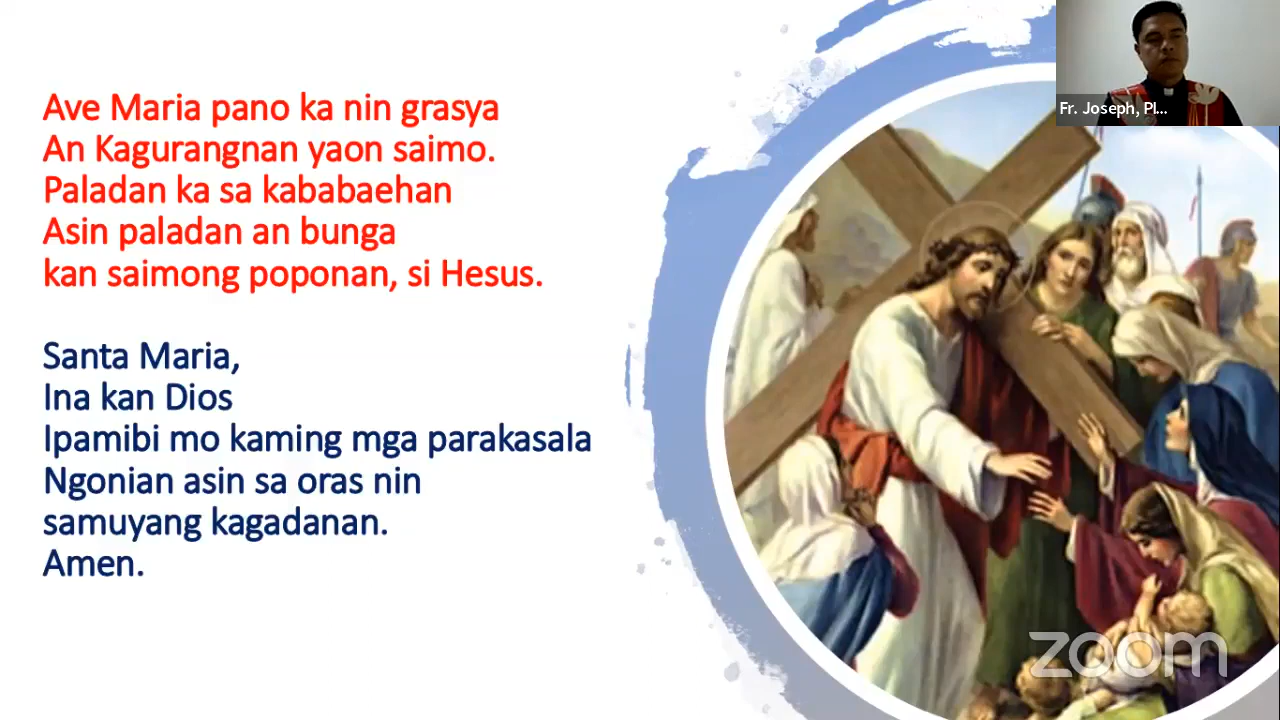 Ave Maria pano ka nin grasya
An Kagurangnan yaon saimo.
Paladan ka sa kababaehan
Asin paladan an bunga
kan saimong poponan, si Hesus.
Santa Maria,
Ina kan Dios
Ipamibi mo kaming mga parakasala
Ngonian asin sa oras nin
samuyang kagadanan.
Amen.
Fr. Joseph, Pl...
zoom